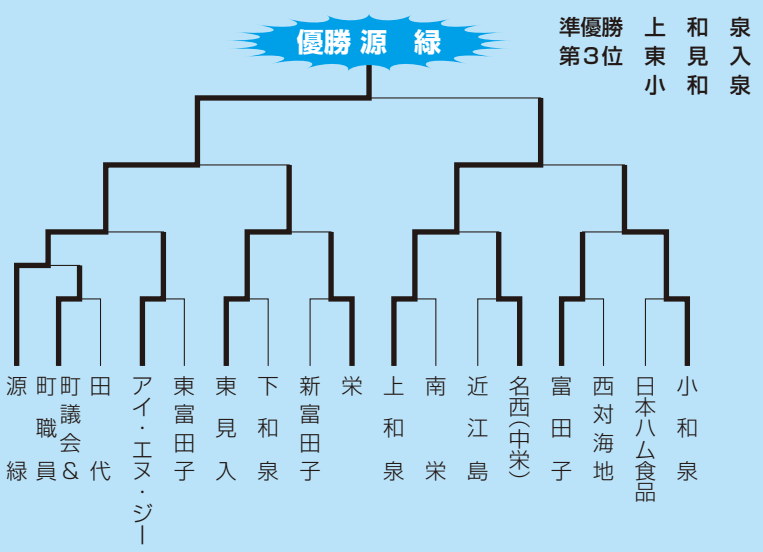 優勝 源 緑
準優勝 上和泉
第3位 東見入
小和泉
源緑
町議会&
町職員
田代
アイ・エヌ・ジー
東富田子
東見入
下和泉
新富田子
栄
上和泉
南栄
近江島
名西(中栄)
富田子
西対海地
日本ハム食品
小和泉